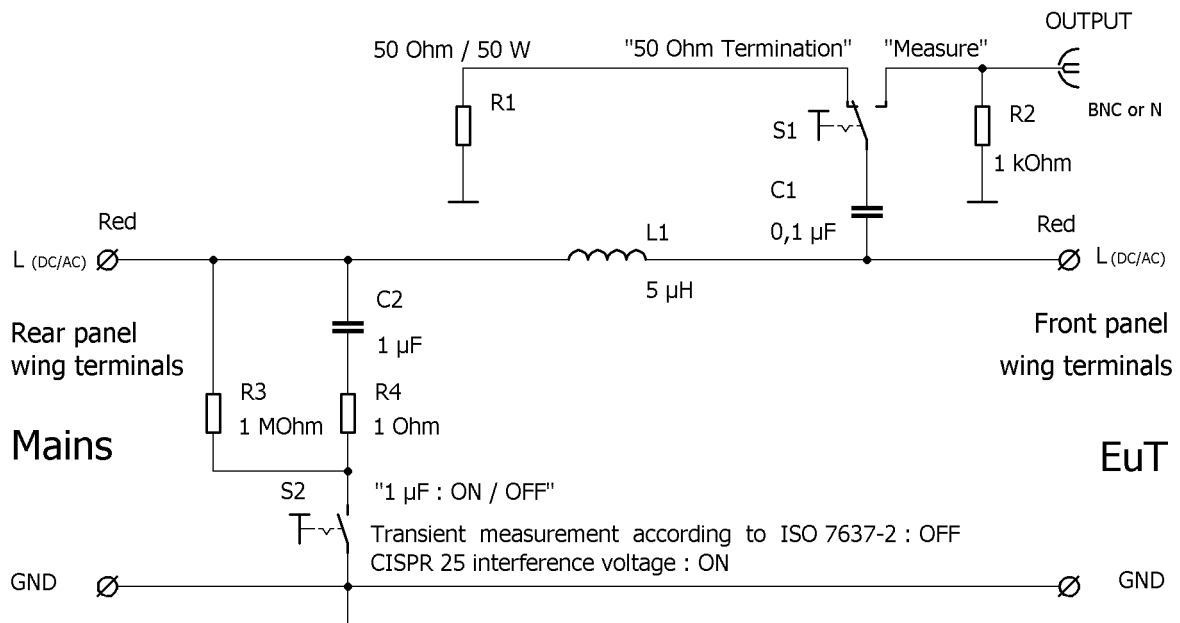 OUTPUT
50 Ohm / 50 W
"50 Ohm Termination"
"Measure"
R1
S1
R2
BNC or N
1 kOhm
C1
0,1 µF
Red
L1
Red
L (DC/AC)
L (DC/AC)
5 µH
C2
1 µF
Rear panel
wing terminals
Front panel
wing terminals
R3
1 MOhm
R4
1 Ohm
Mains
EuT
S2
"1 µF : ON / OFF"
Transient measurement according to ISO 7637-2 : OFF
CISPR 25 interference voltage : ON
GND
GND